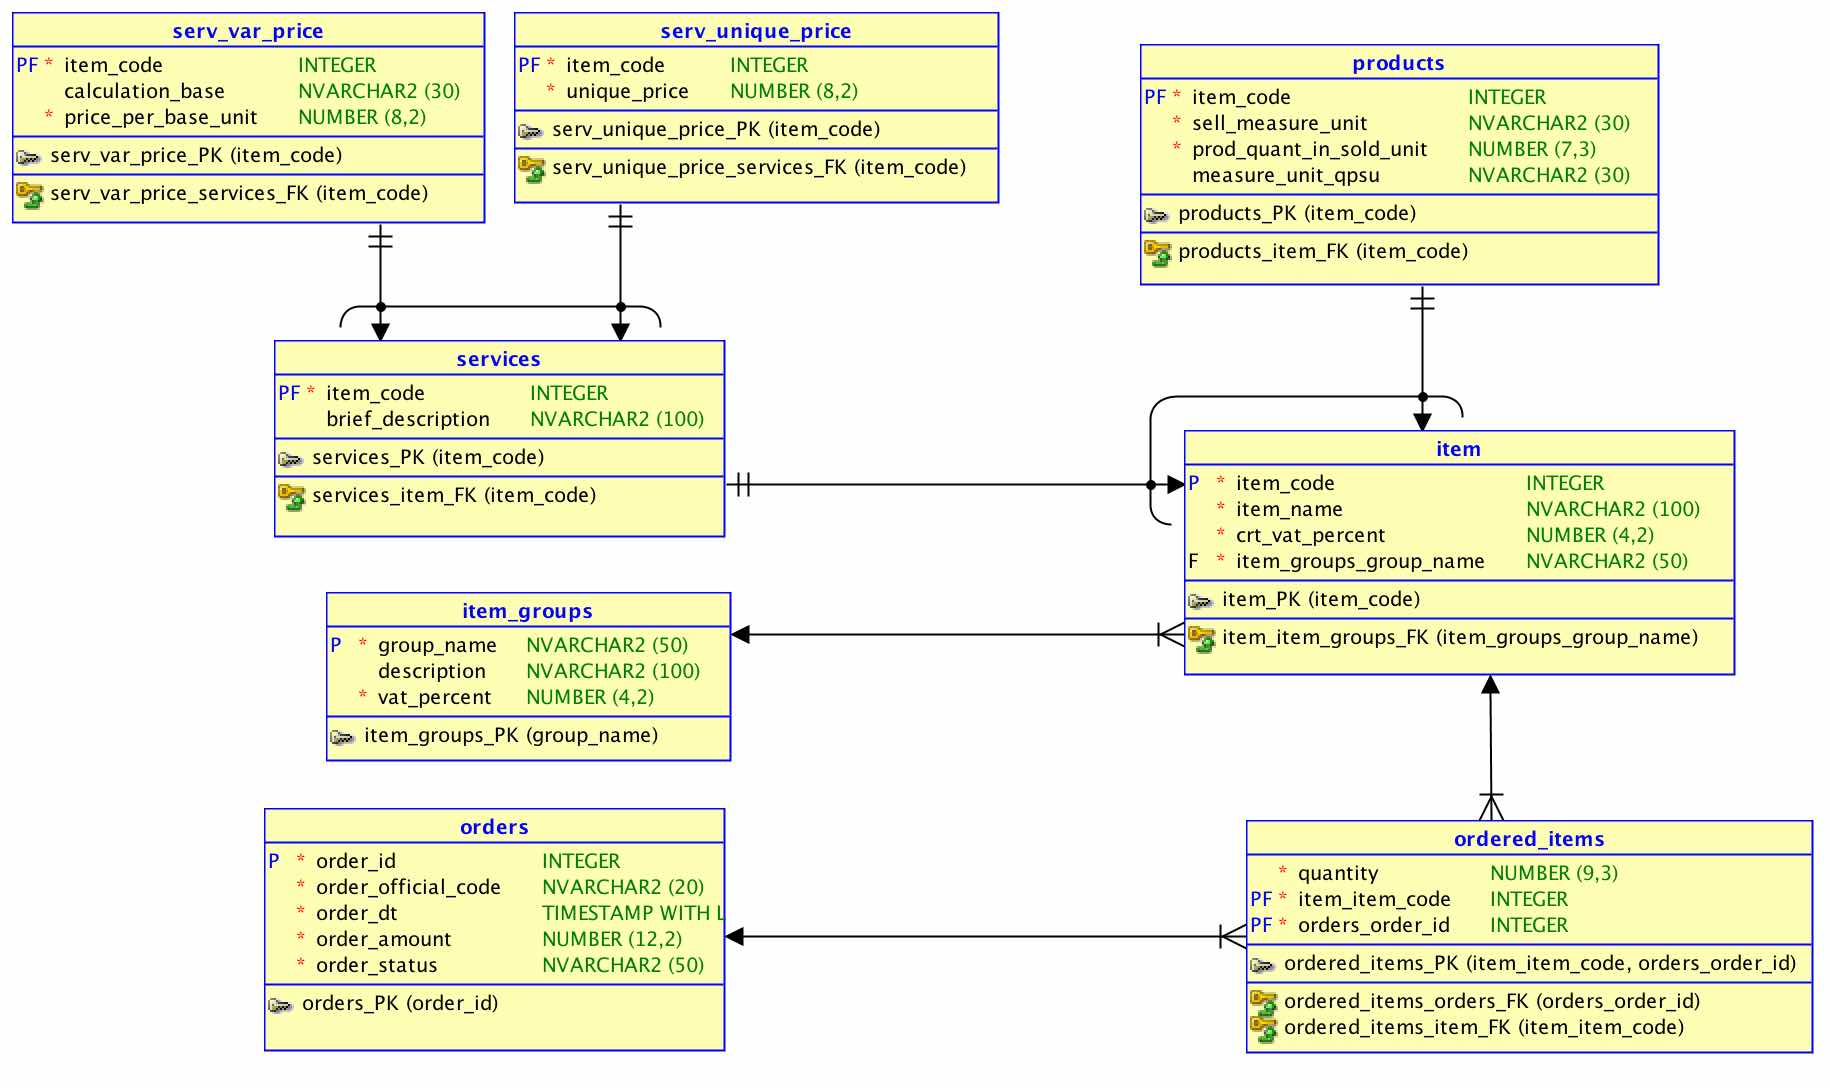 serv_var_price
PF * item_code INTEGER
calculation_base NVARCHAR2 (30)
* price_per_base_unit NUMBER (8,2)
serv_var_price_PK (item_code)
serv_var_price_services_FK (item_code)
serv_unique_price
PF * item_code INTEGER
* unique_price NUMBER (8,2)
serv_unique_price_PK (item_code)
serv_unique_price_services_FK (item_code)
products
PF * item_code INTEGER
* sell_measure_unit NVARCHAR2 (30)
* prod_quant_in_sold_unit NUMBER (7,3)
measure_unit_qpsu NVARCHAR2 (30)
products_PK (item_code)
products_item_FK (item_code)
services
PF * item_code INTEGER
brief_description NVARCHAR2 (100)
services_PK (item_code)
services_item_FK (item_code)
item
P * item_code INTEGER
* item_name NVARCHAR2 (100)
* crt_vat_percent NUMBER (4,2)
F * item_groups_group_name NVARCHAR2 (50)
item_PK (item_code)
item_item_groups_FK (item_groups_group_name)
item_groups
P * group_name NVARCHAR2 (50)
description NVARCHAR2 (100)
* vat_percent NUMBER (4,2)
item_groups_PK (group_name)
orders
P * order_id INTEGER
* order_official_code NVARCHAR2 (20)
* order_dt TIMESTAMP WITH L
* order_amount NUMBER (12,2)
* order_status NVARCHAR2 (50)
orders_PK (order_id)
ordered_items
* quantity NUMBER (9,3)
PF * item_item_code INTEGER
PF * orders_order_id INTEGER
ordered_items_PK (item_item_code, orders_order_id)
ordered_items_orders_FK (orders_order_id)
ordered_items_item_FK (item_item_code)